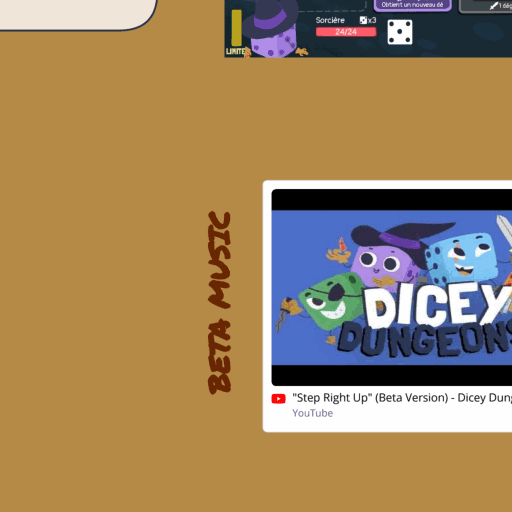 Obtient un nouveau dé
Sorcière x3
24/24
LIMITE
BETA MUSIC
DICEY
DUNGEONS
"Step Right Up" (Beta Version) - Dicey Dun
YouTube